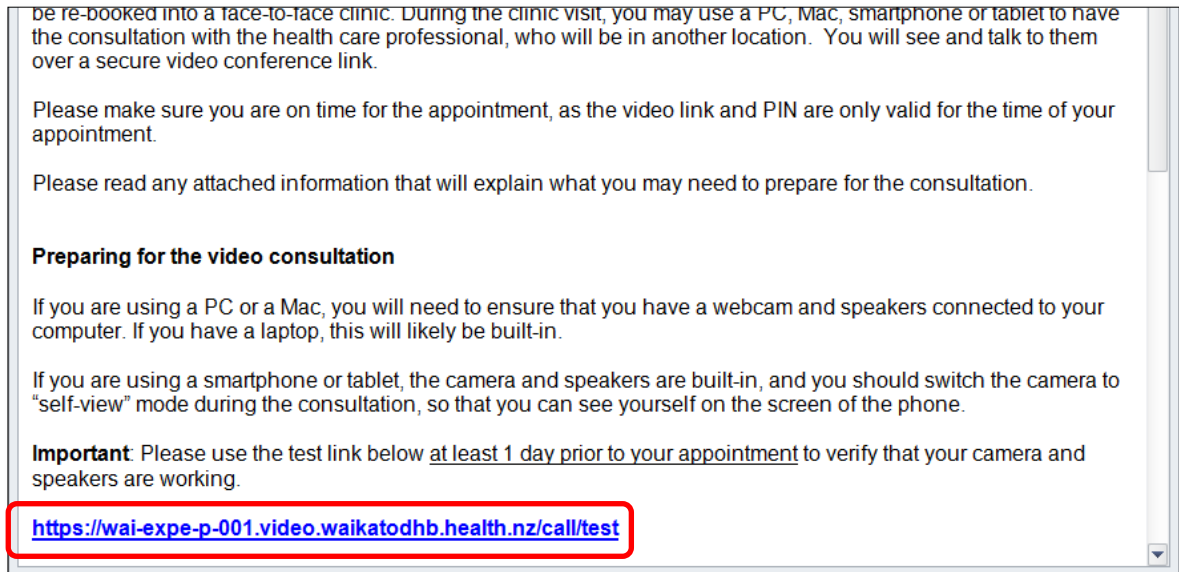 be re-booked into a face-to-face clinic. During the clinic visit, you may use a PC, Mac, smartphone or tablet to have
the consultation with the health care professional, who will be in another location.  You will see and talk to them
over a secure video conference link.
Please make sure you are on time for the appointment, as the video link and PIN are only valid for the time of your
appointment.
Please read any attached information that will explain what you may need to prepare for the consultation.
Preparing for the video consultation
If you are using a PC or a Mac, you will need to ensure that you have a webcam and speakers connected to your
computer. If you have a laptop, this will likely be built-in.
If you are using a smartphone or tablet, the camera and speakers are built-in, and you should switch the camera to
“self-view” mode during the consultation, so that you can see yourself on the screen of the phone.
Important: Please use the test link below at least 1 day prior to your appointment to verify that your camera and
speakers are working.
https://wai-expe-p-001.video.waikatodhb.health.nz/call/test